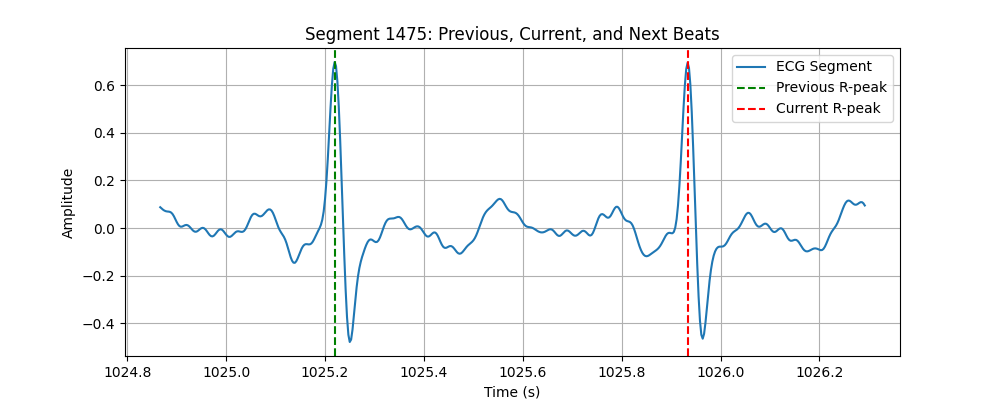 Segment 1475: Previous, Current, and Next Beats
ECG Segment
Previous R-peak
Current R-peak
Amplitude
0.6
0.4
0.2
0.0
−0.2
−0.4
1024.8 1025.0 1025.2 1025.4 1025.6 1025.8 1026.0 1026.2
Time (s)